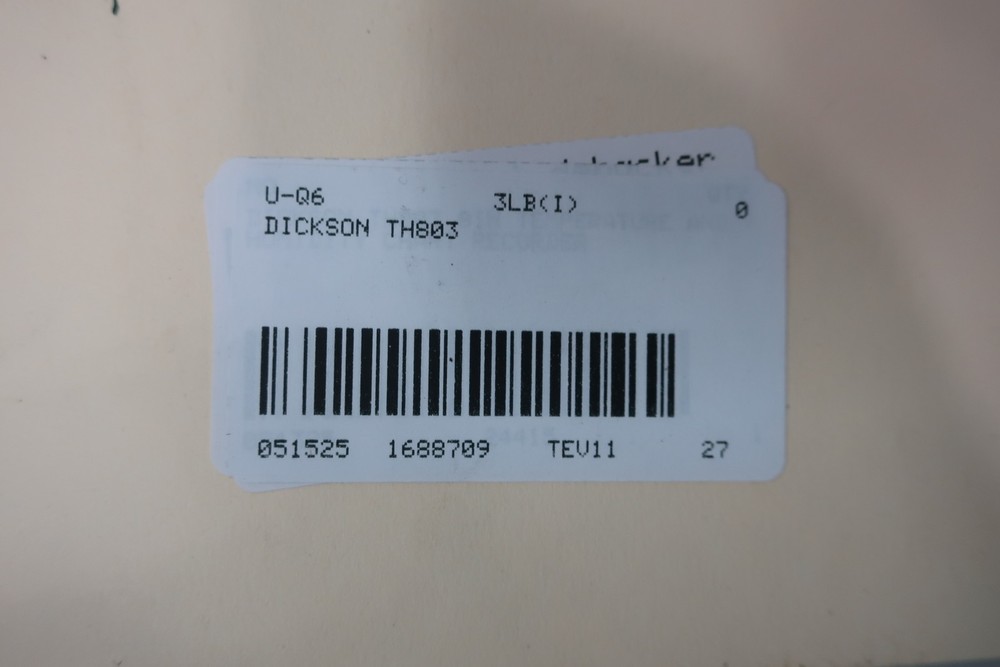 U-Q6 3LB(I) 0
DICKSON TH803
051525 1688709 TEV11 27